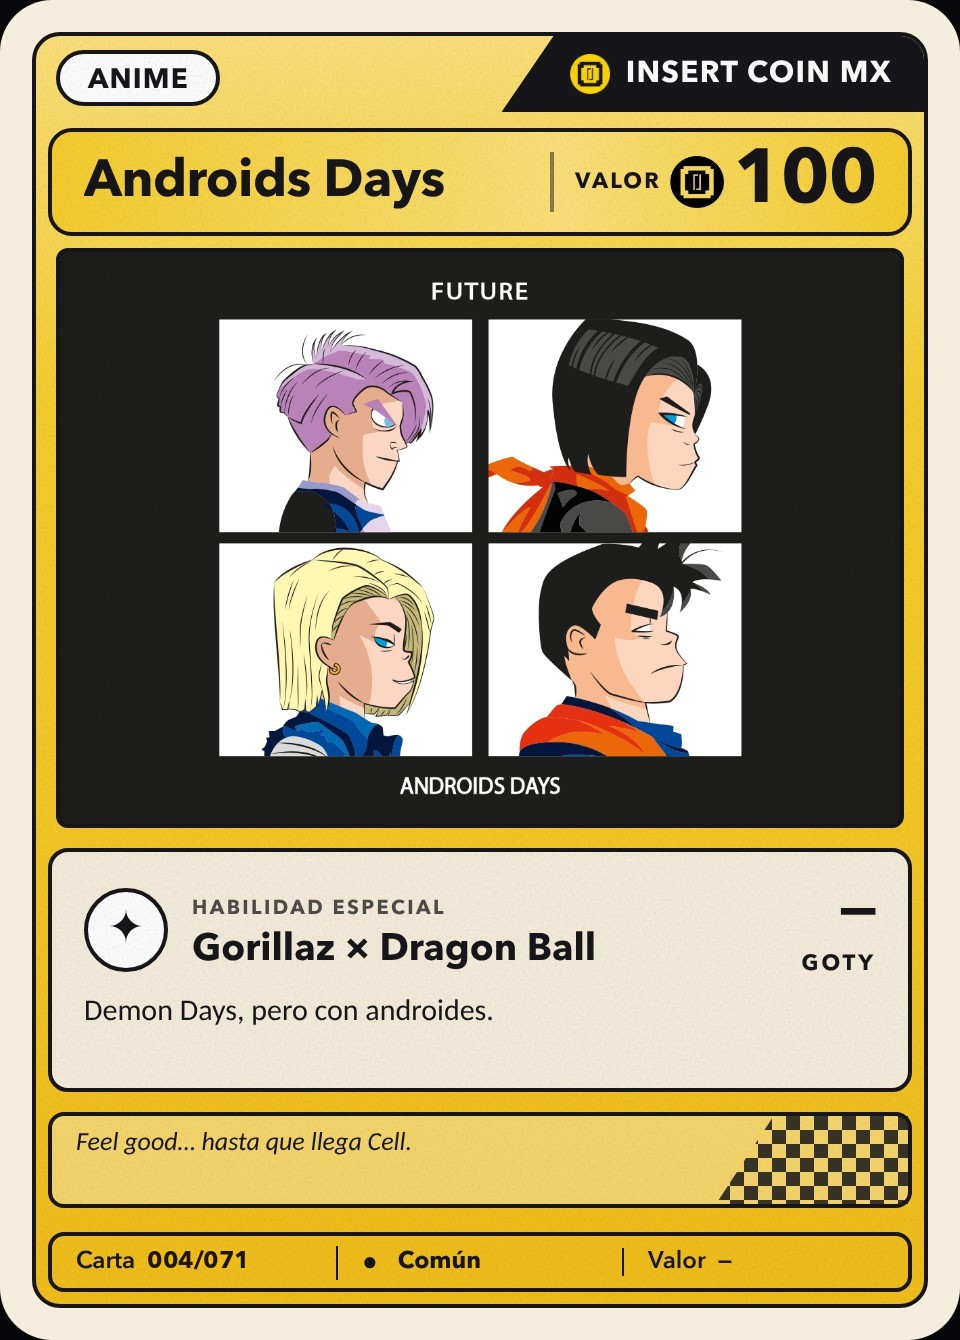 ANIME
INSERT COIN MX
Androids Days
VALOR 100
FUTURE
ANDROIDS DAYS
HABILIDAD ESPECIAL
Gorillaz × Dragon Ball
—
GOTY
Demon Days, pero con androides.
Feel good... hasta que llega Cell.
Carta 004/071
• Común
Valor –